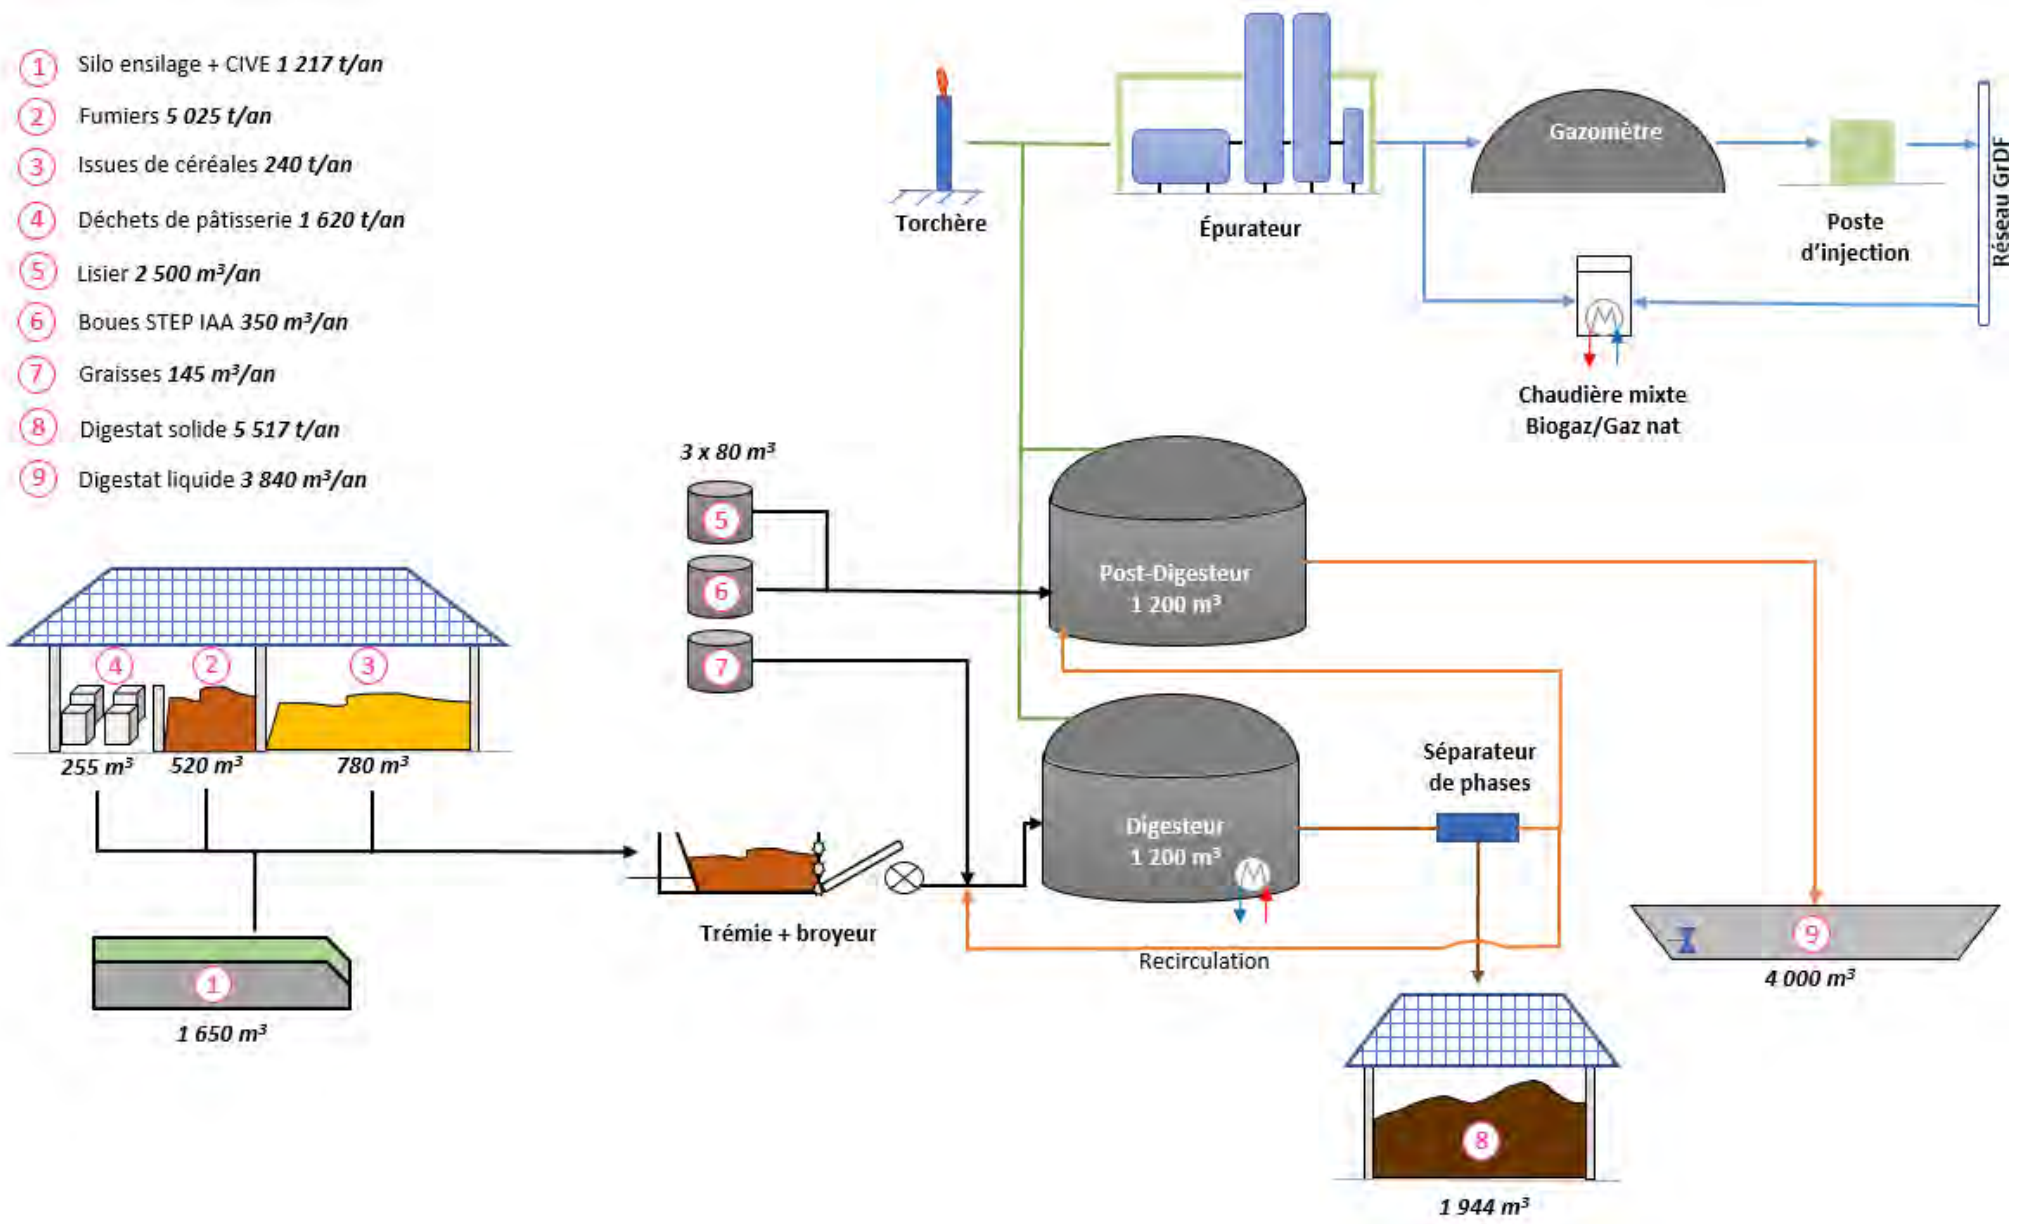 1 Silo ensilage + CIVE 1 217 t/an
2 Fumiers 5 025 t/an
3 Issues de céréales 240 t/an
4 Déchets de pâtisserie 1 620 t/an
5 Lisier 2 500 m³/an
6 Boues STEP IAA 350 m³/an
7 Graisses 145 m³/an
8 Digestat solide 5 517 t/an
9 Digestat liquide 3 840 m³/an
Torchère
Épurateur
Gazomètre
Poste
d'injection
Réseau GrDF
M
Chaudière mixte
Biogaz/Gaz nat
3 x 80 m³
5
6
7
Post-Digesteur
1 200 m³
4
2
3
255 m³
520 m³
780 m³
1
1 650 m³
Trémie + broyeur
Digesteur
1 200 m³
M
Séparateur
de phases
Recirculation
9
4 000 m³
8
1 944 m³